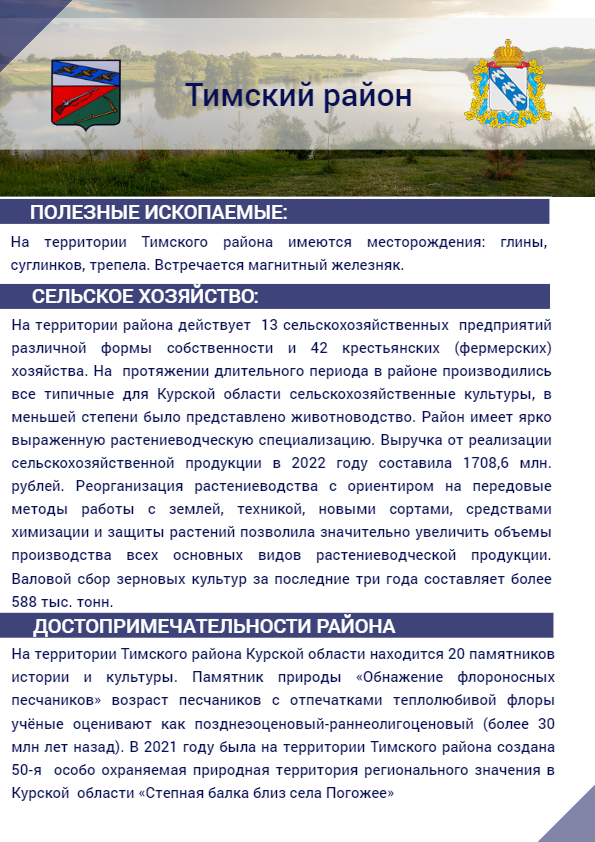 Тимский район
ПОЛЕЗНЫЕ ИСКОПАЕМЫЕ:
На территории Тимского района имеются месторождения: глины,
суглинков, трепела. Встречается магнитный железняк.
СЕЛЬСКОЕ ХОЗЯЙСТВО:
На территории района действует 13 сельскохозяйственных предприятий
различной формы собственности и 42 крестьянских (фермерских)
хозяйства. На протяжении длительного периода в районе производились
все типичные для Курской области сельскохозяйственные культуры, в
меньшей степени было представлено животноводство. Район имеет ярко
выраженную растениеводческую специализацию. Выручка от реализации
сельскохозяйственной продукции в 2022 году составила 1708,6 млн.
рублей. Реорганизация растениеводства с ориентиром на передовые
методы работы с землей, техникой, новыми сортами, средствами
химизации и защиты растений позволила значительно увеличить объемы
производства всех основных видов растениеводческой продукции.
Валовой сбор зерновых культур за последние три года составляет более
588 тыс. тонн.
ДОСТОПРИМЕЧАТЕЛЬНОСТИ РАЙОНА
На территории Тимского района Курской области находится 20 памятников
истории и культуры. Памятник природы «Обнажение флороносных
песчаников» возраст песчаников с отпечатками теплолюбивой флоры
учёные оценивают как позднеэоценовый-раннеолигоценовый (более 30
млн лет назад). В 2021 году была на территории Тимского района создана
50-я особо охраняемая природная территория регионального значения в
Курской области «Степная балка близ села Погожее»